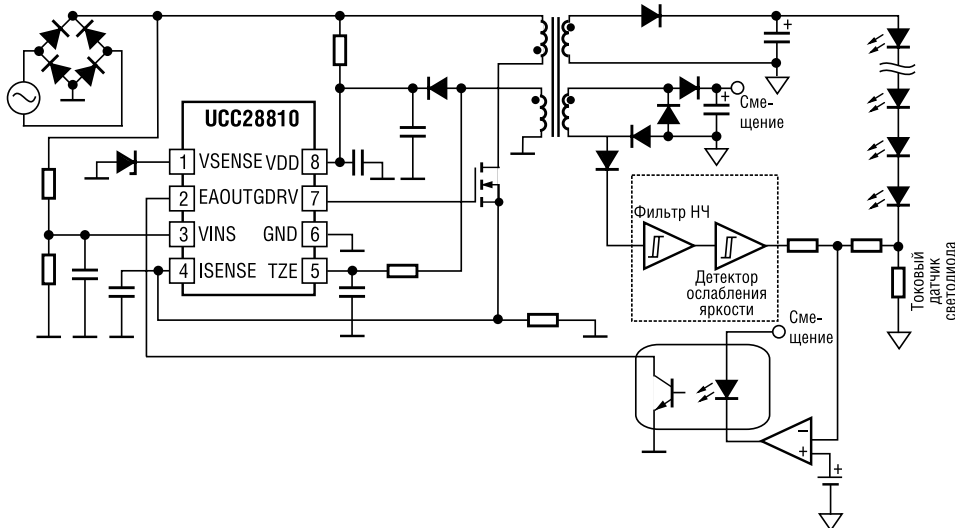 UCC28810
1 VSENSE VDD 8
2 EAOUTGDRV 7
3 VINS GND 6
4 ISENSE TZE 5
Сме-
щение
Фильтр НЧ
Детектор
ослабления
яркости
Токовый
датчик
светодиода
Сме-
щение